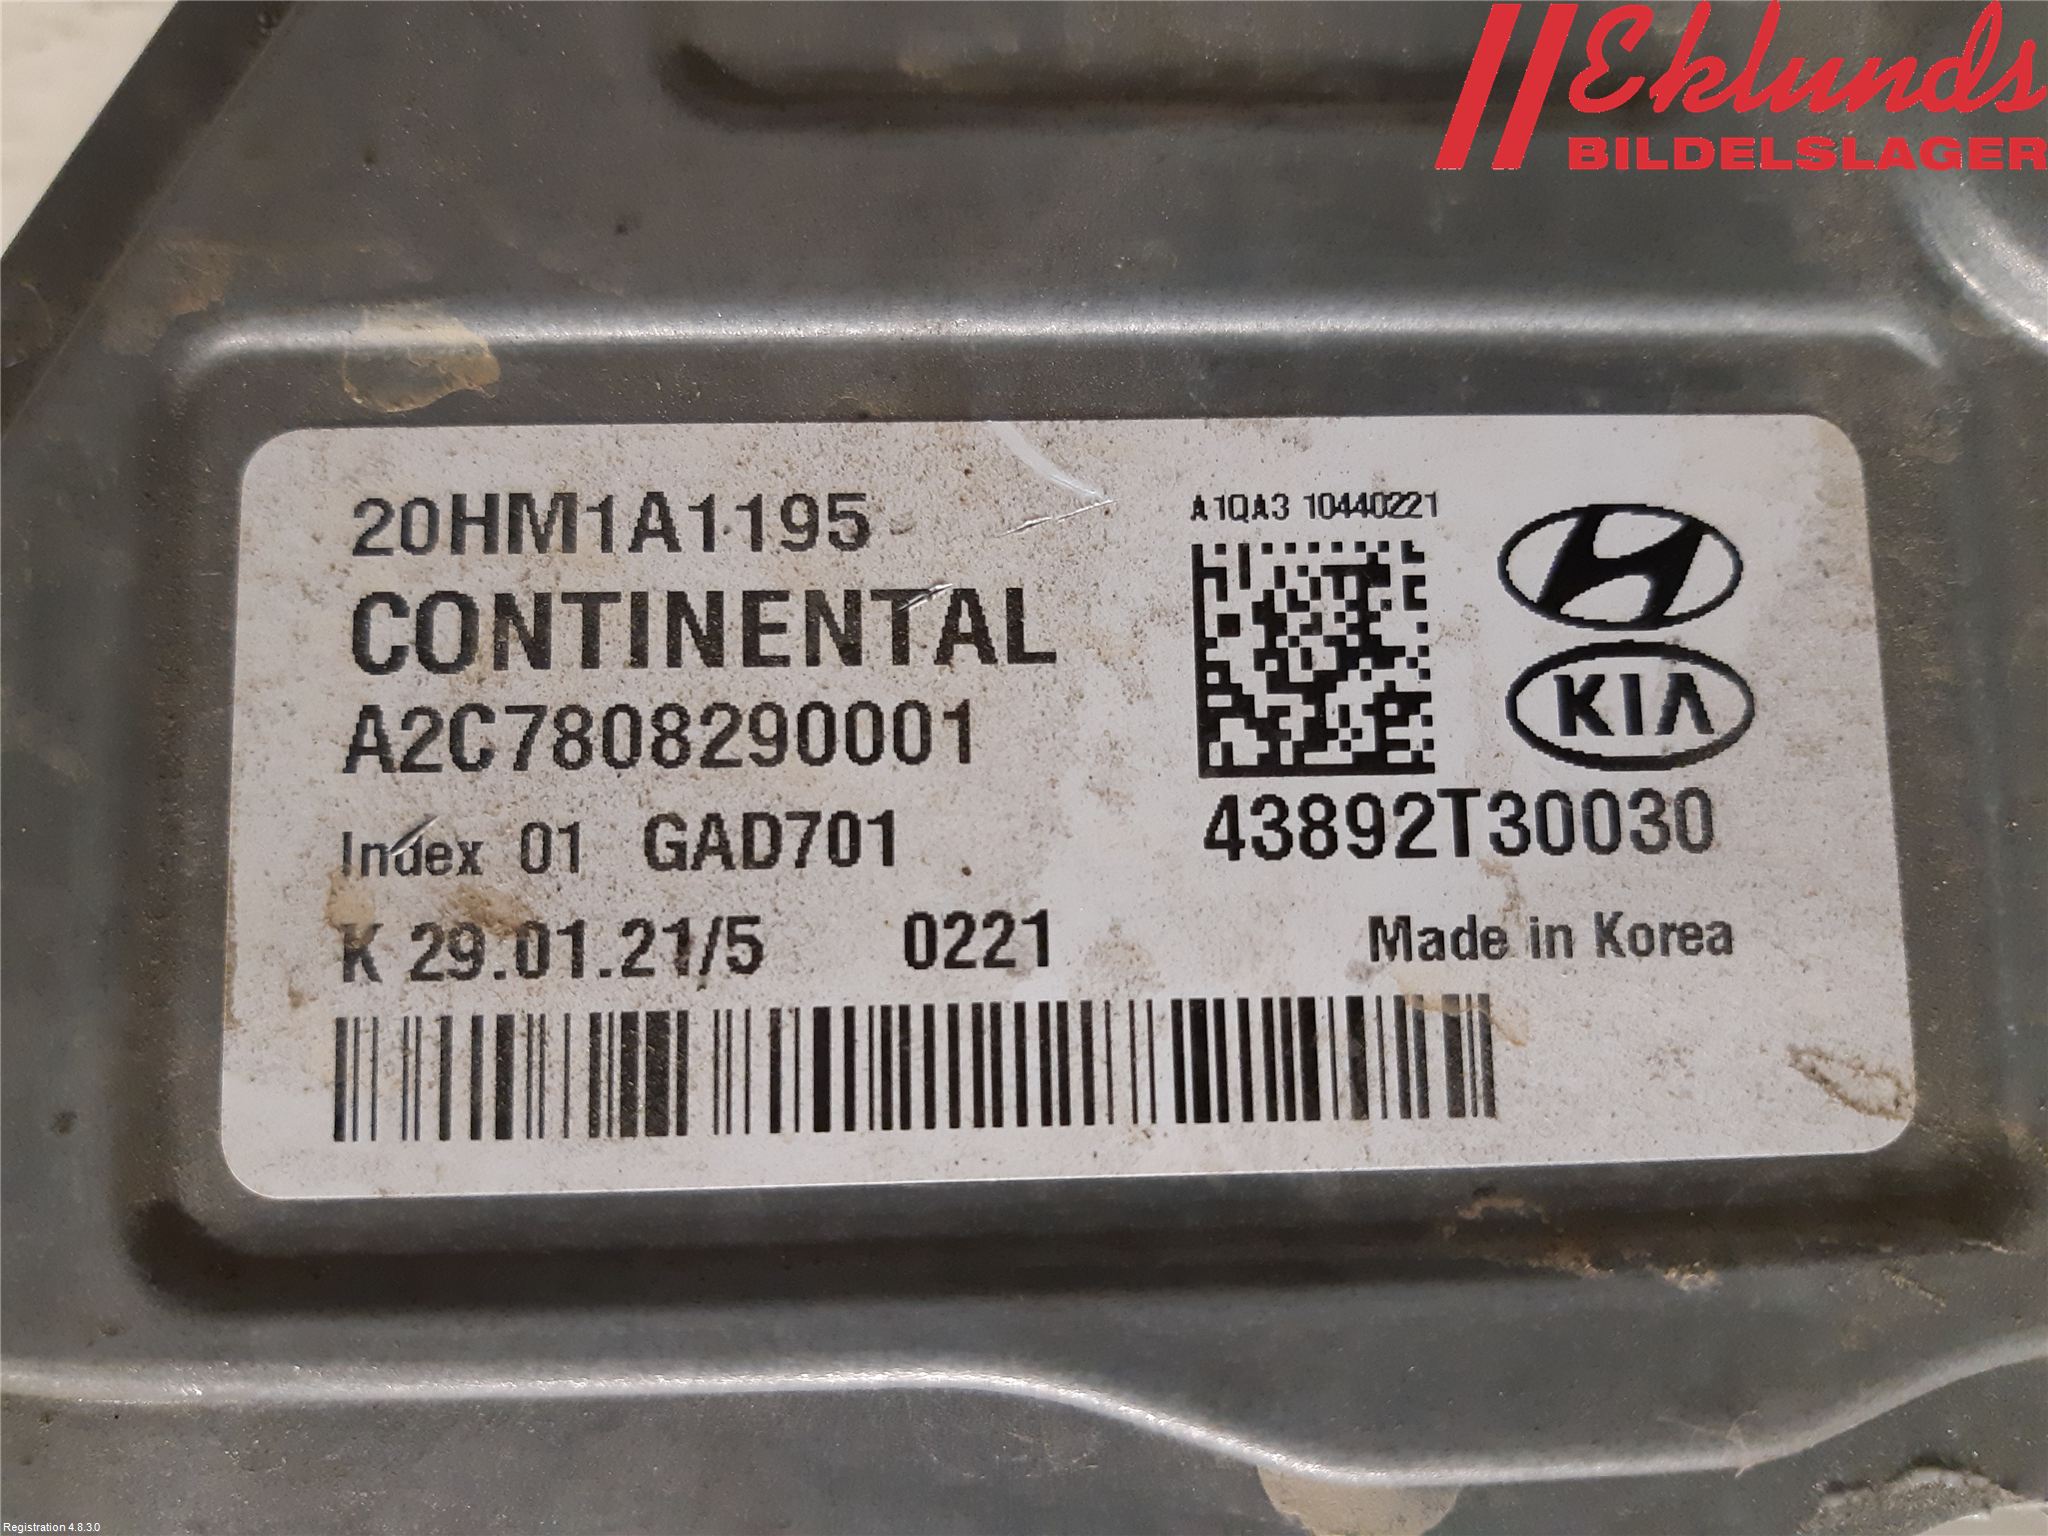 Eklunds
BILDELSLAGER
20HM1A1195
A1QA3 10440221
CONTINENTAL
KIA
A2C7808290001
43892T30030
Index 01 GAD701
K 29.01.21/5 0221
Made in Korea
Registration 4.8.3.0